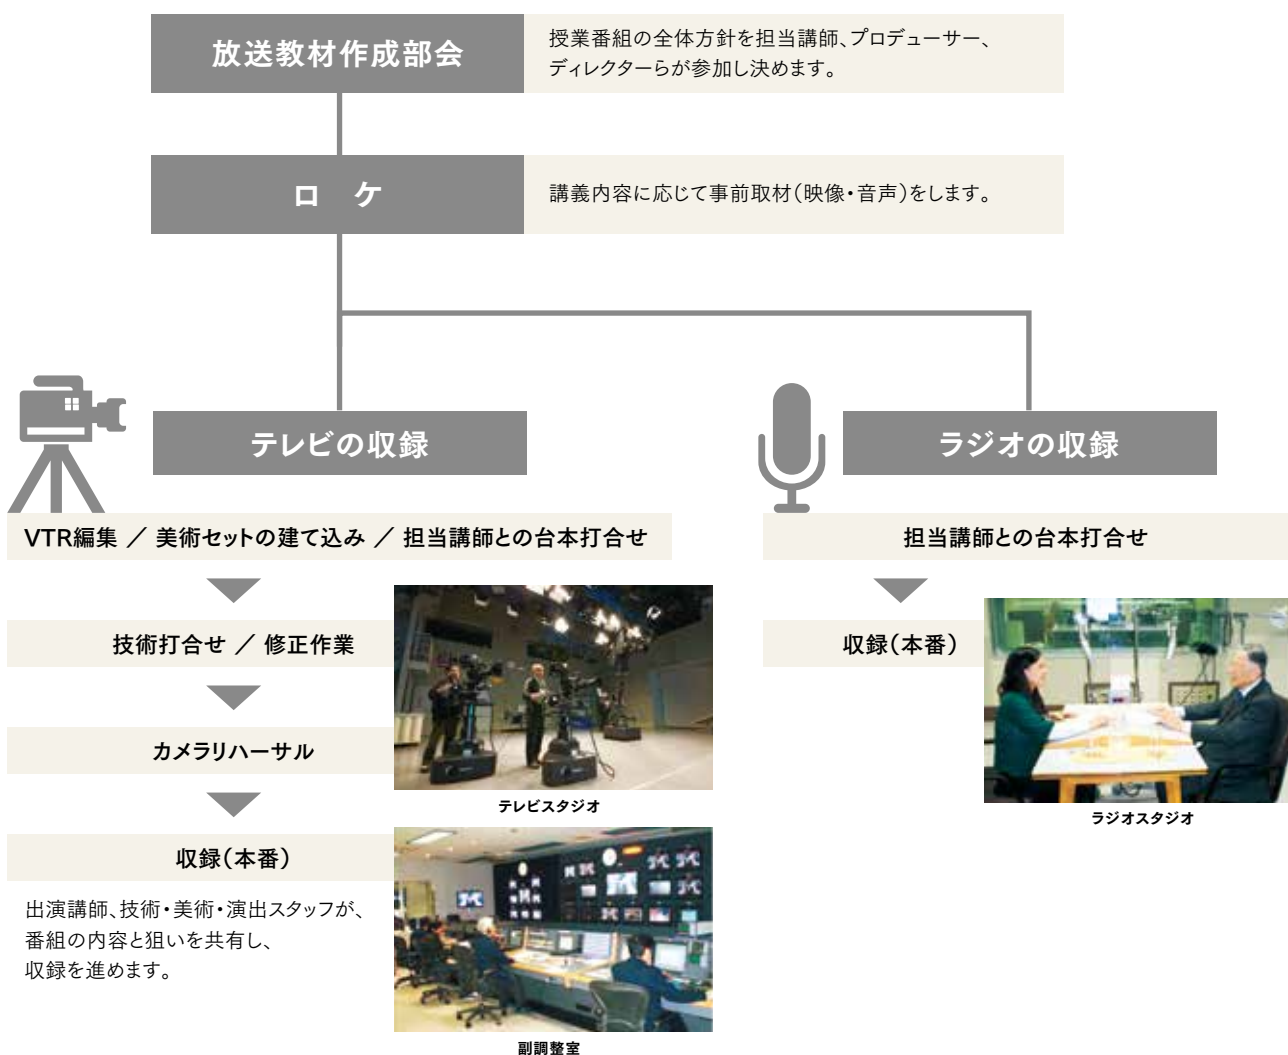 放送教材作成部会
授業番組の全体方針を担当講師、プロデューサー、
ディレクターらが参加し決めます。
ロ　ケ
講義内容に応じて事前取材（映像・音声）をします。
テレビの収録
VTR編集 ／ 美術セットの建て込み ／ 担当講師との台本打合せ
技術打合せ ／ 修正作業
カメラリハーサル
収録（本番）
出演講師、技術・美術・演出スタッフが、
番組の内容と狙いを共有し、
収録を進めます。
テレビスタジオ
副調整室
ラジオの収録
担当講師との台本打合せ
収録（本番）
ラジオスタジオ